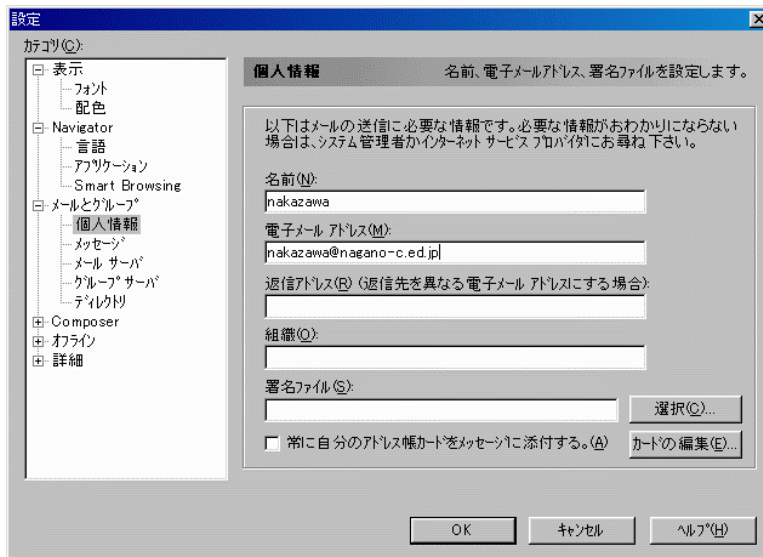 設定
カテゴリ(C):
表示
フォント
配色
Navigator
言語
アプリケーション
Smart Browsing
メールとグループ
個人情報
メッセージ
メール サーバ
グループ サーバ
ディレクトリ
Composer
オフライン
詳細
個人情報
名前、電子メールアドレス、署名ファイルを設定します。
以下はメールの送信に必要な情報です。必要な情報がおわかりにならない
場合は、システム管理者かインターネット サービス プロバイダにお尋ね下さい。
名前(N):
nakazawa
電子メール アドレス(M):
nakazawa@nagano-c.ed.jp
返信アドレス(R) (返信先を異なる電子メール アドレスにする場合):
組織(O):
署名ファイル(S):
選択(C)...
常に自分のアドレス帳カードをメッセージに添付する。(A)
カードの編集(E)...
OK
キャンセル
ヘルプ(H)